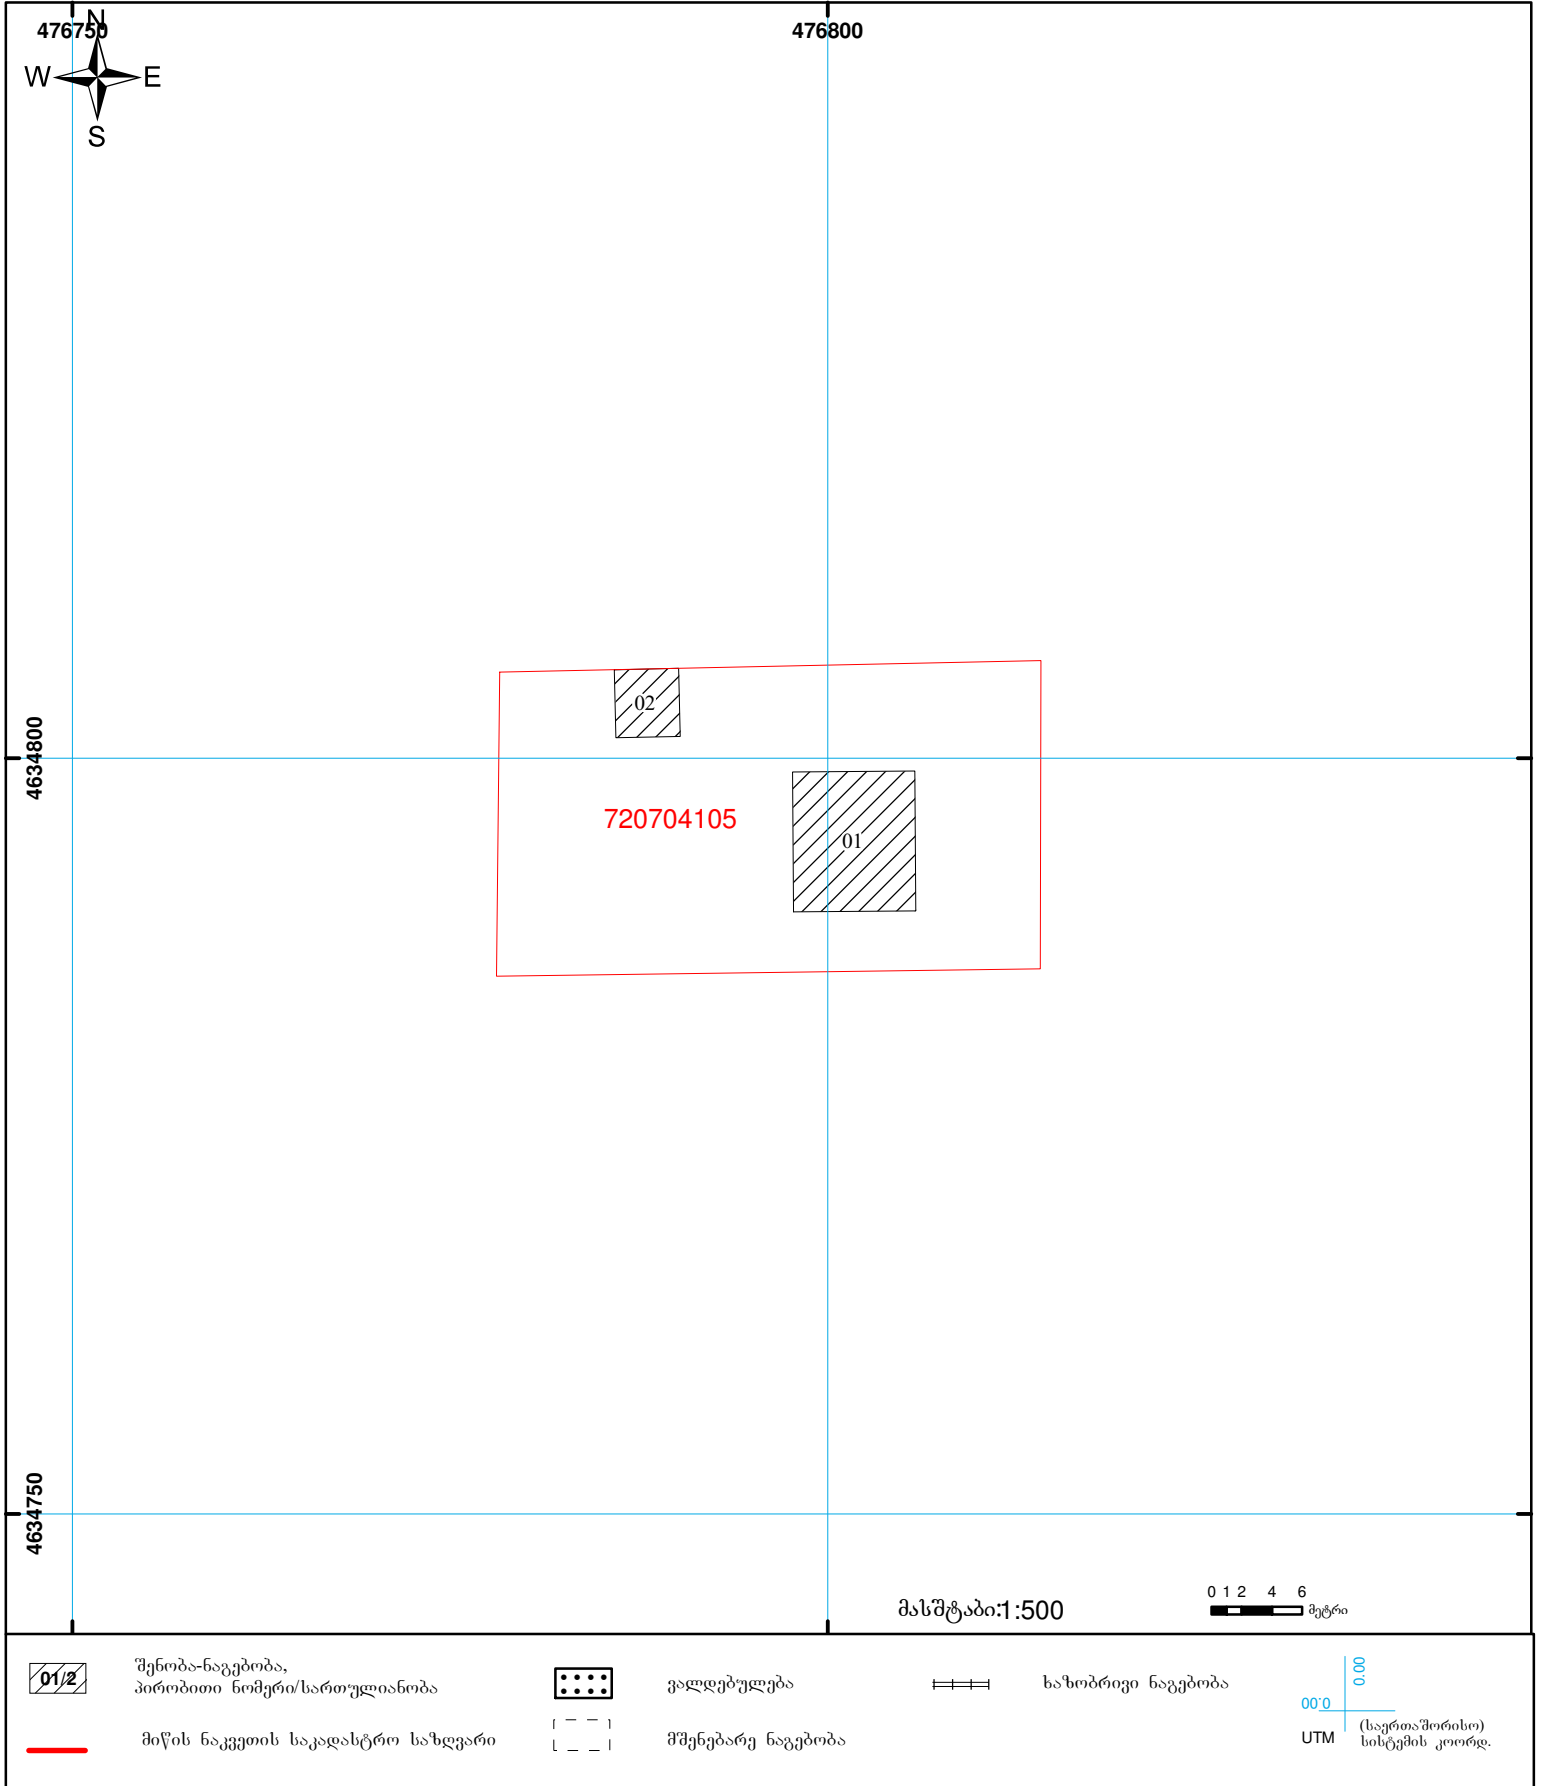 476750
476800
N
W E
S
4634800
02
720704105
01
4634750
მასშტაბი:1:500
0 1 2 4 6
მეტრი
01/2
შენობა-ნაგებობა,
პირობითი ნომერი/სართულიანობა
ვალდებულება
ხაზობრივი ნაგებობა
0.00
0.00
მიწის ნაკვეთის საკადასტრო საზღვარი
მშენებარე ნაგებობა
UTM
(საერთაშორისო)
სისტემის კოორდ.